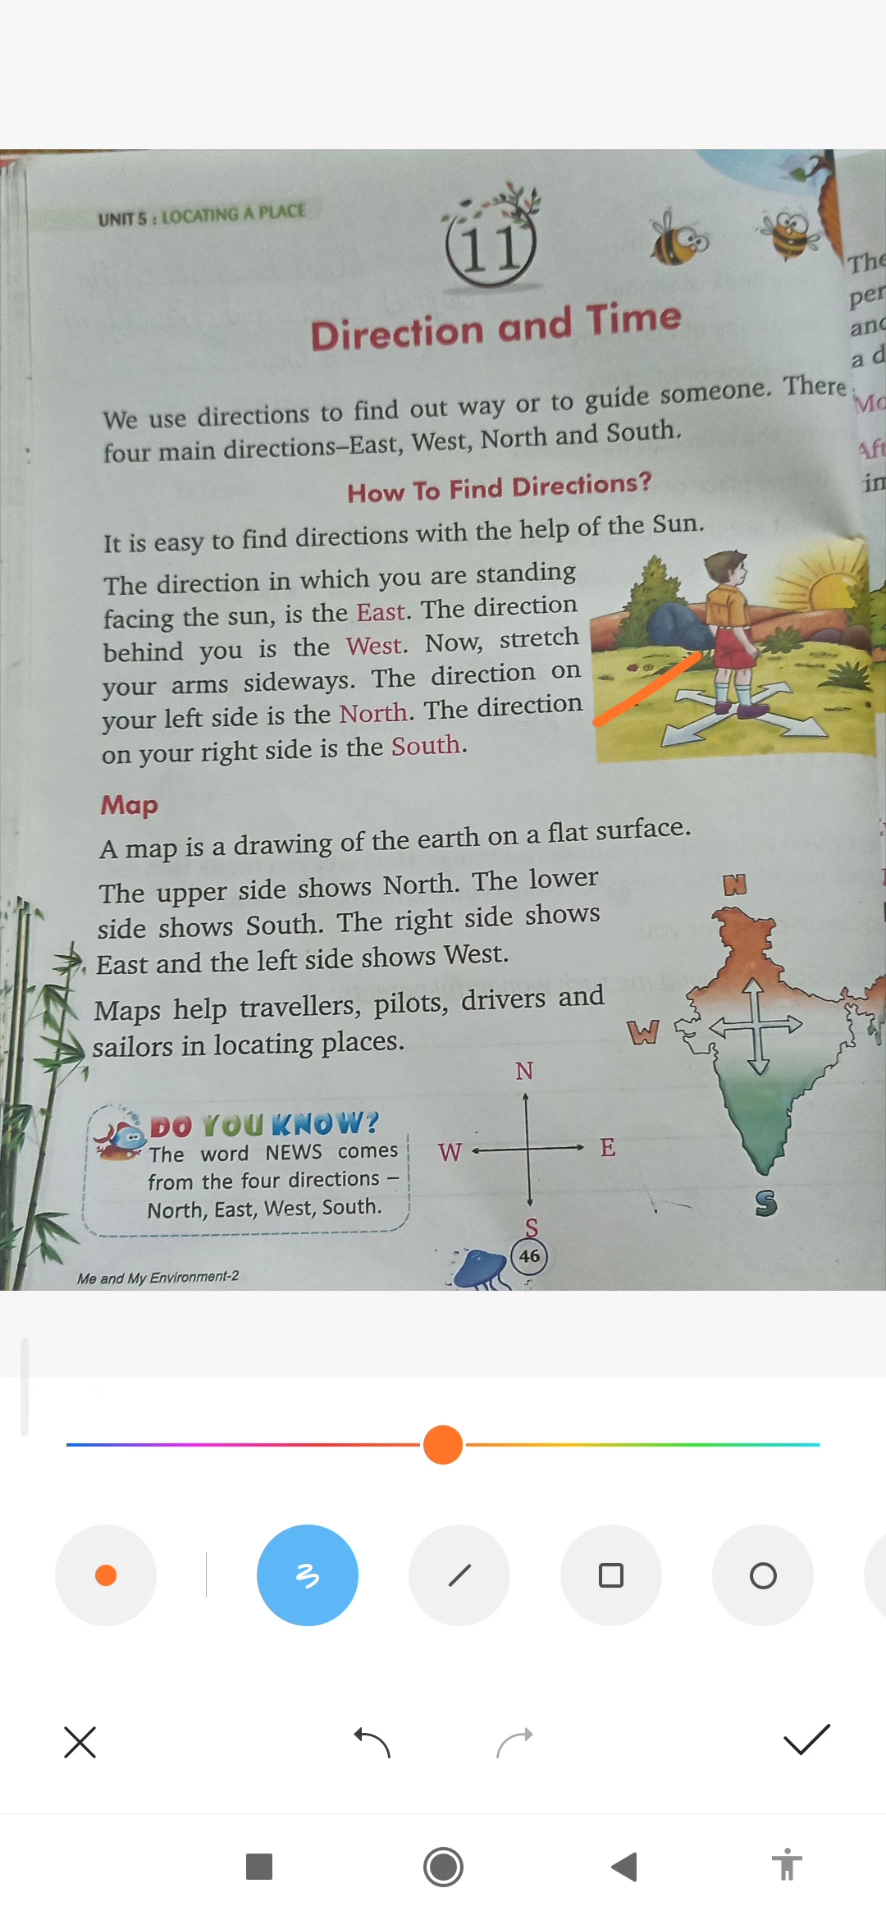 UNIT 5 : LOCATING A PLACE
11
Direction and Time
We use directions to find out way or to guide someone. There
four main directions–East, West, North and South.
How To Find Directions?
It is easy to find directions with the help of the Sun.
The direction in which you are standing
facing the sun, is the East. The direction
behind you is the West. Now, stretch
your arms sideways. The direction on
your left side is the North. The direction
on your right side is the South.
Map
A map is a drawing of the earth on a flat surface.
The upper side shows North. The lower
side shows South. The right side shows
East and the left side shows West.
Maps help travellers, pilots, drivers and
sailors in locating places.
N
W
S
N
W E
S
DO YOU KNOW?
The word NEWS comes
from the four directions –
North, East, West, South.
46
Me and My Environment-2